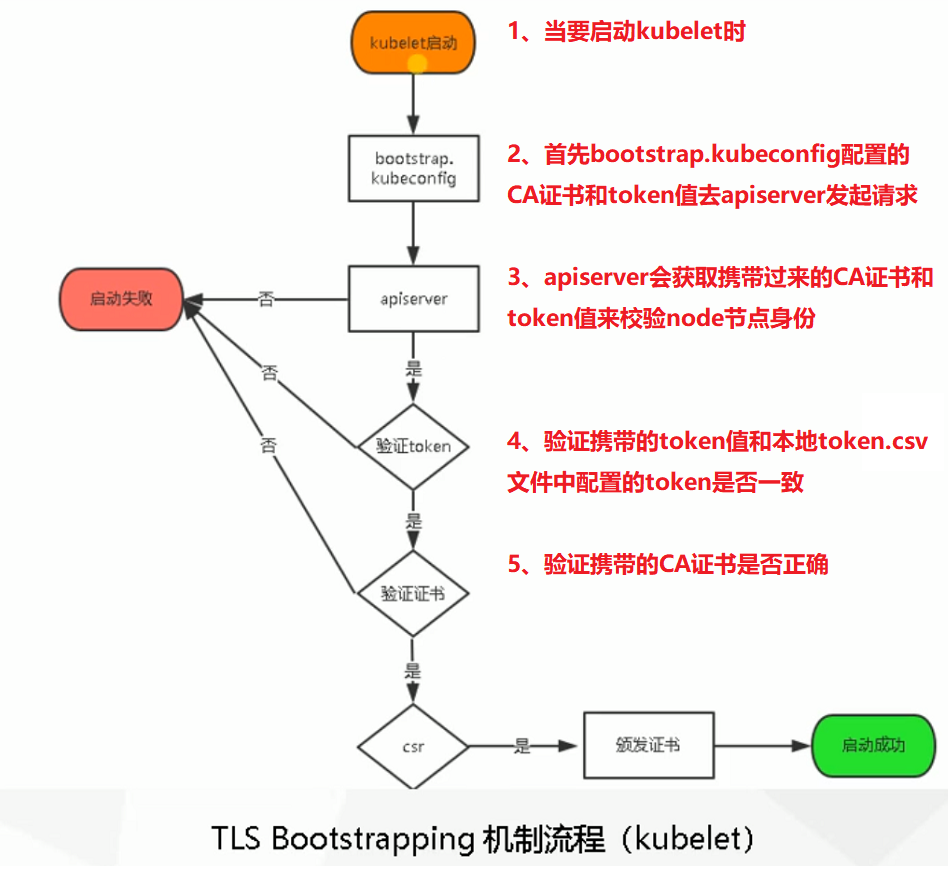 kubelet启动
1、当要启动kubelet时
bootstrap.
kubeconfig
2、首先bootstrap.kubeconfig配置的
CA证书和token值去apiserver发起请求
启动失败
否
apiserver
3、apiserver会获取携带过来的CA证书和
token值来校验node节点身份
是
否
否
验证token
4、验证携带的token值和本地token.csv
文件中配置的token是否一致
是
验证证书
5、验证携带的CA证书是否正确
是
csr
是
颁发证书
启动成功
TLS Bootstrapping 机制流程（kubelet）